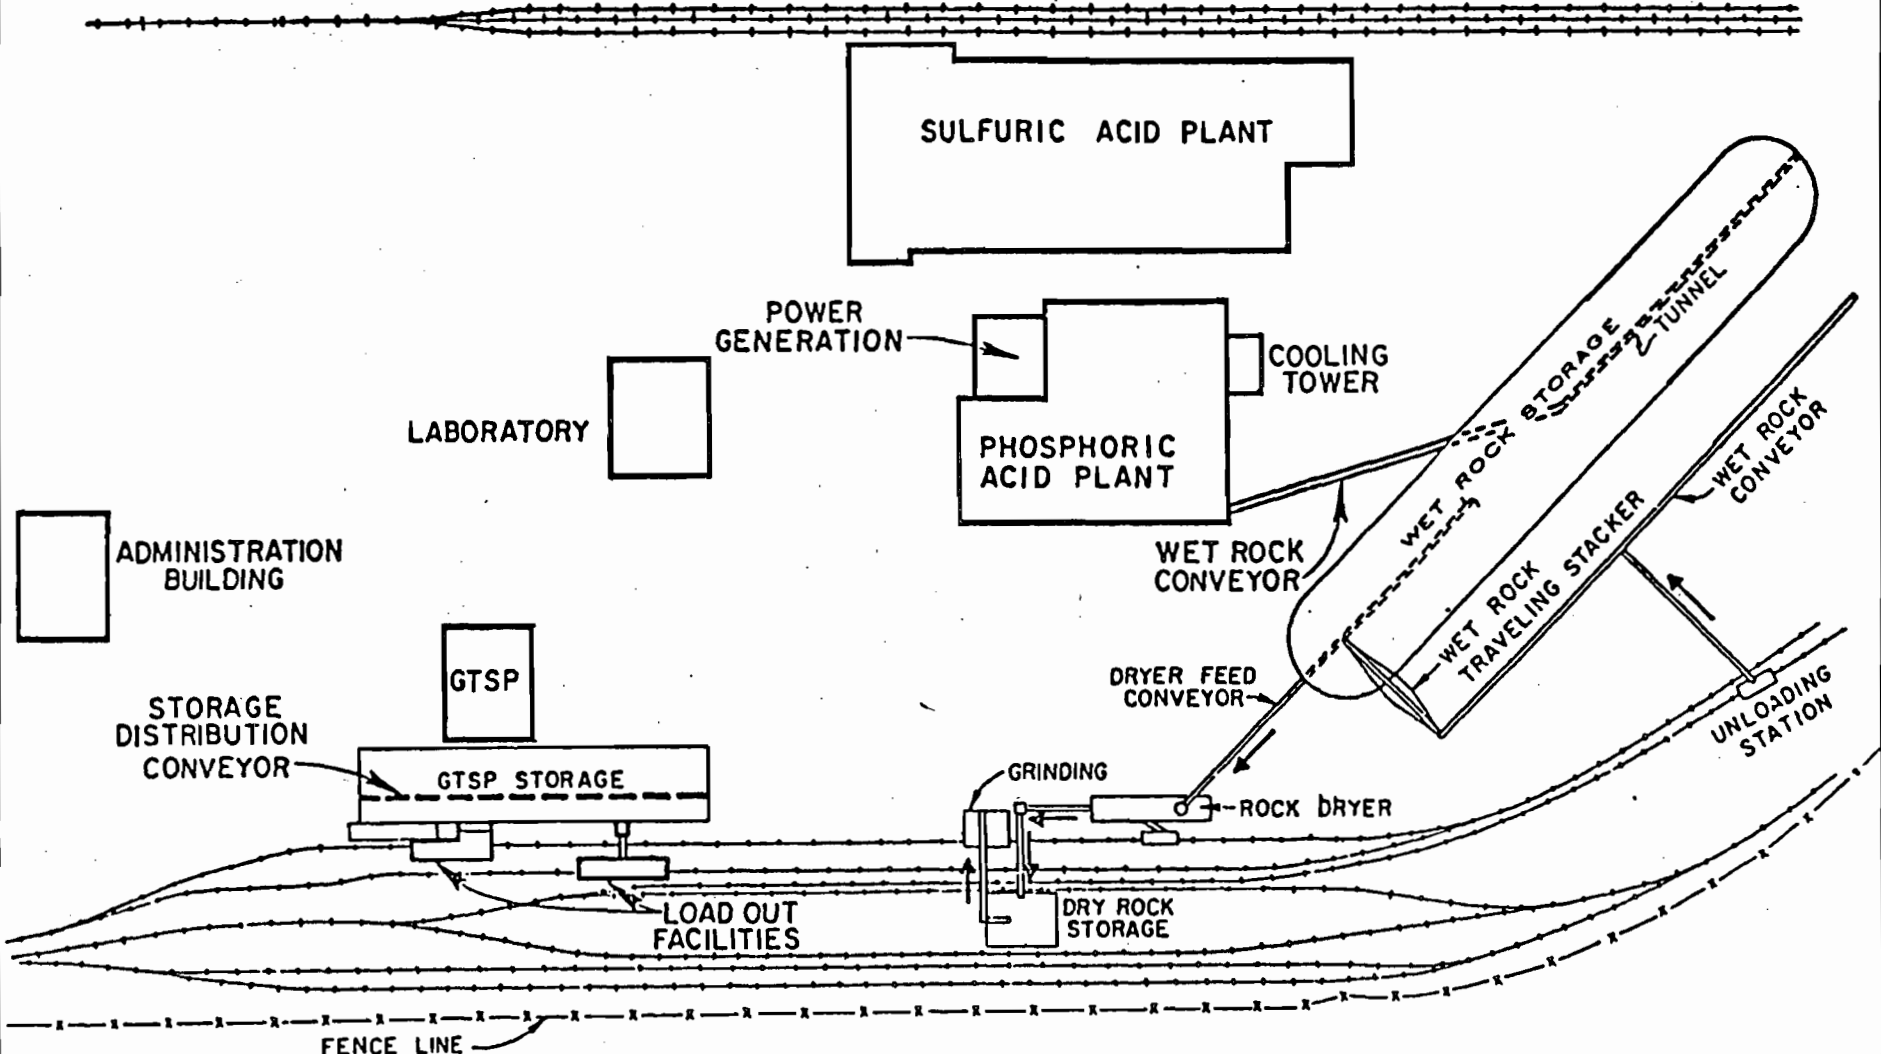 SULFURIC ACID PLANT
POWER
GENERATION
COOLING
TOWER
LABORATORY
PHOSPHORIC
ACID PLANT
WET ROCK STORAGE
TUNNEL
WET ROCK
CONVEYOR
WET ROCK
CONVEYOR
WET ROCK
TRAVELING STACKER
ADMINISTRATION
BUILDING
GTSP
DRYER FEED
CONVEYOR
UNLOADING
STATION
STORAGE
DISTRIBUTION
CONVEYOR
GTSP STORAGE
GRINDING
ROCK DRYER
LOAD OUT
FACILITIES
DRY ROCK
STORAGE
FENCE LINE